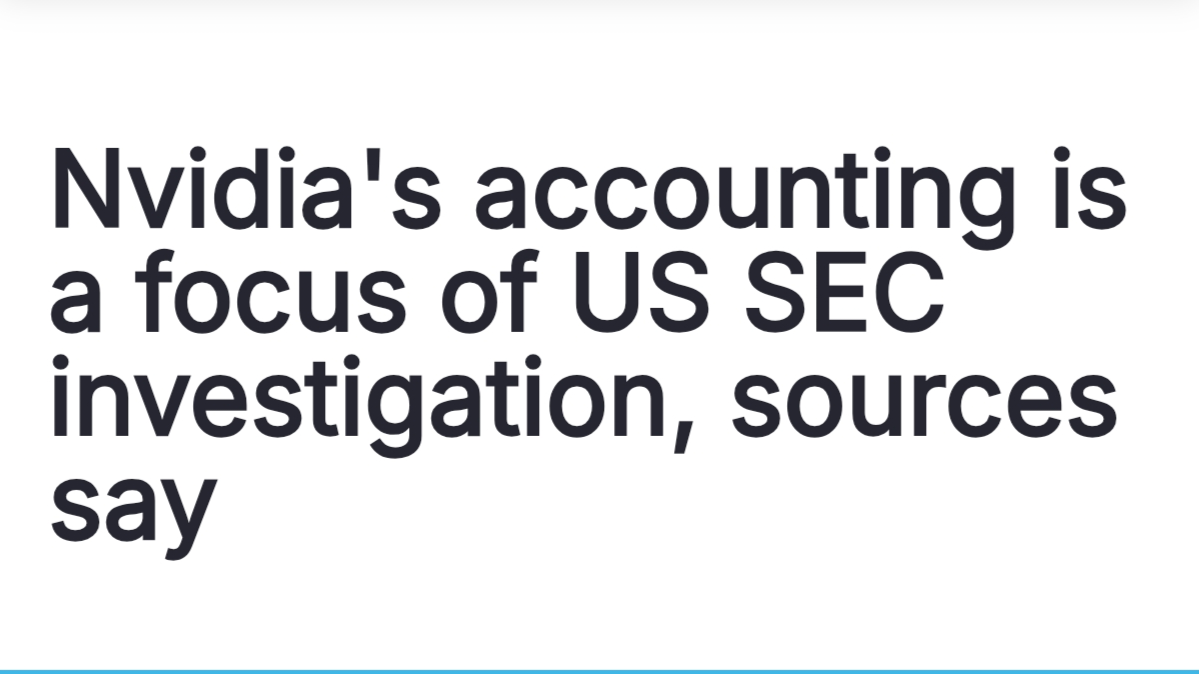 Nvidia's accounting is
a focus of US SEC
investigation, sources
say